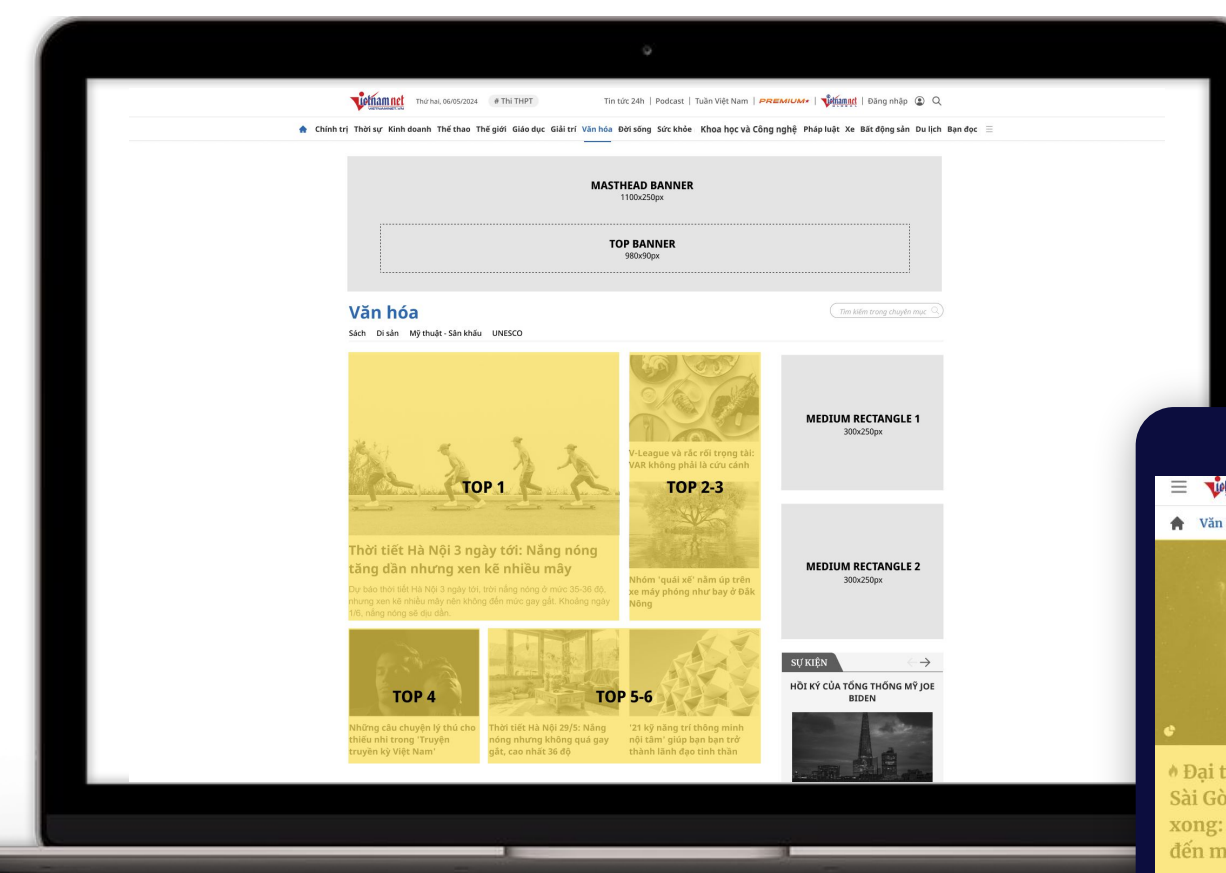 Vietnamnet Thứ hai, 06/05/2024 # Thi THPT Tin tức 24h | Podcast | Tuần Việt Nam | PREMIUM+ | Vietnamnet | Đăng nhập
Chính trị Thời sự Kinh doanh Thể thao Thế giới Giáo dục Giải trí Văn hóa Đời sống Sức khỏe Khoa học và Công nghệ Pháp luật Xe Bất động sản Du lịch Bạn đọc
MASTHEAD BANNER
1100x250px
TOP BANNER
980x90px
Văn hóa
Tìm kiếm trong chuyên mục
Sách Di sản Mỹ thuật - Sân khấu UNESCO
TOP 1
Thời tiết Hà Nội 3 ngày tới: Nắng nóng
tăng dần nhưng xen kẽ nhiều mây
Dự báo thời tiết Hà Nội 3 ngày tới, trời nắng nóng ở mức 35-36 độ,
nhưng xen kẽ nhiều mây nên không đến mức gay gắt. Khoảng ngày
1/6, nắng nóng sẽ dịu dần.
V-League và rắc rối trọng tài:
VAR không phải là cứu cánh
TOP 2-3
Nhóm 'quái xế' nằm úp trên
xe máy phóng như bay ở Đắk
Nông
MEDIUM RECTANGLE 1
300x250px
MEDIUM RECTANGLE 2
300x250px
TOP 4
Những câu chuyện lý thú cho
thiếu nhi trong 'Truyện
truyền kỳ Việt Nam'
TOP 5-6
Thời tiết Hà Nội 29/5: Nắng
nóng nhưng không quá gay
gắt, cao nhất 36 độ
'21 kỹ năng trí thông minh
nội tâm' giúp bạn bạn trở
thành lãnh đạo tinh thần
SỰ KIỆN
HỒI KÝ CỦA TỔNG THỐNG MỸ JOE
BIDEN
Văn
Đại t
Sài Gò
xong:
đến m